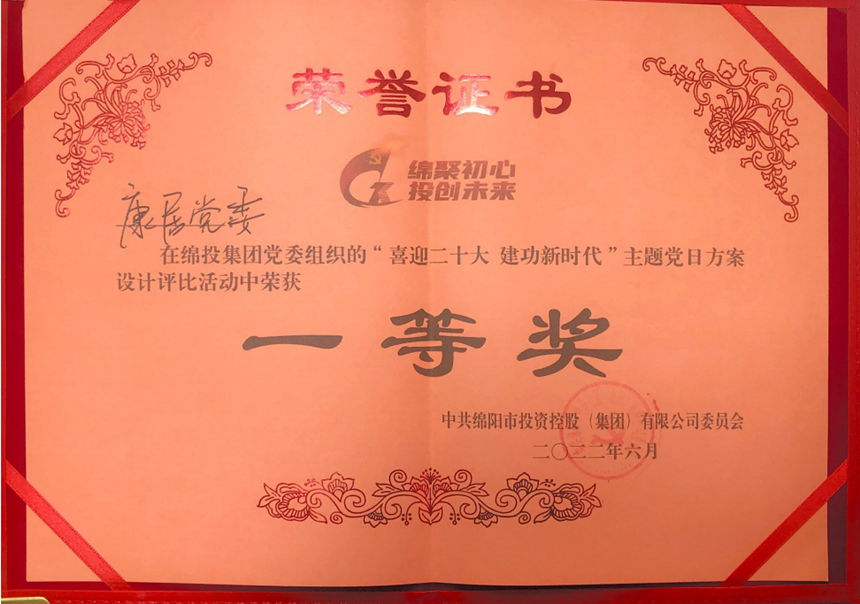 荣誉证书
绵聚初心
投创未来
康居党委
在绵投集团党委组织的“喜迎二十大 建功新时代”主题党日方案
设计评比活动中荣获
一等奖
中共绵阳市投资控股（集团）有限公司委员会
二〇二二年六月